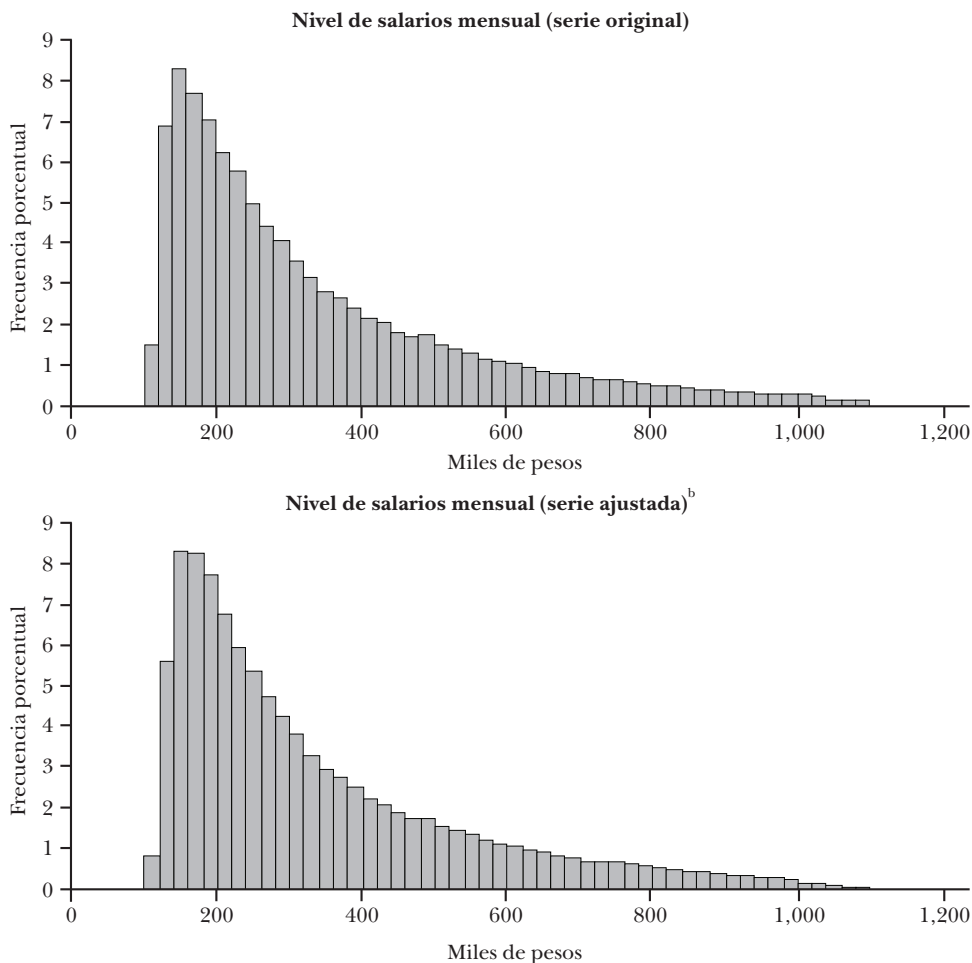 Nivel de salarios mensual (serie original)
Frecuencia porcentual
9
8
7
6
5
4
3
2
1
0
0 200 400 600 800 1,000 1,200
Miles de pesos
Nivel de salarios mensual (serie ajustada)b
Frecuencia porcentual
9
8
7
6
5
4
3
2
1
0
0 200 400 600 800 1,000 1,200
Miles de pesos